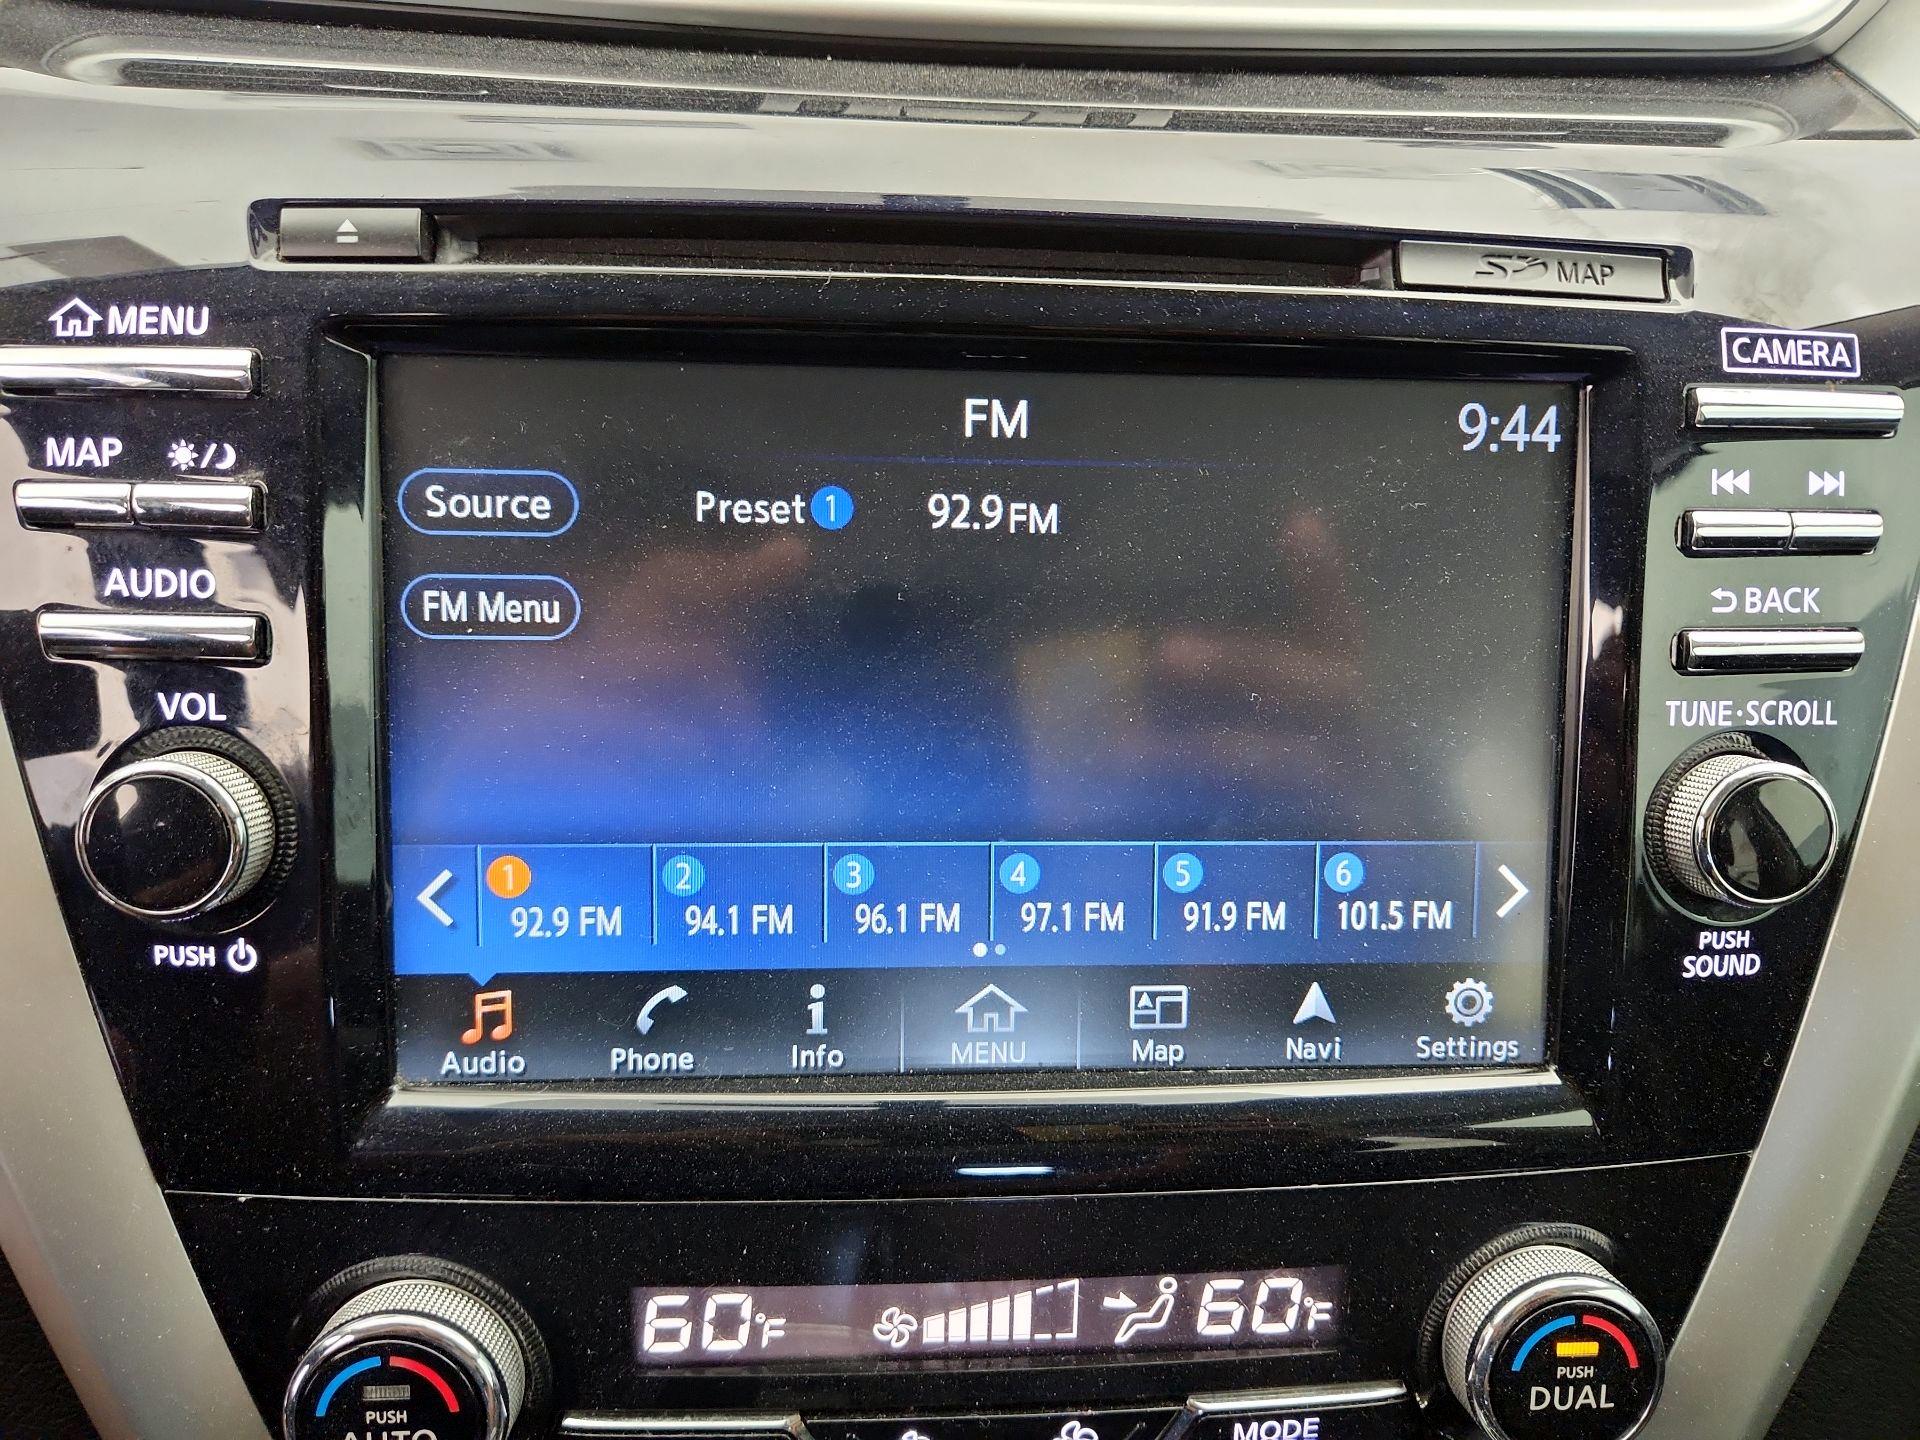 MAP
MENU
CAMERA
MAP
AUDIO
BACK
VOL
TUNE·SCROLL
PUSH
PUSH
SOUND
FM
9:44
Source
Preset 1
92.9 FM
FM Menu
1
92.9 FM
2
94.1 FM
3
96.1 FM
4
97.1 FM
5
91.9 FM
6
101.5 FM
Audio
Phone
Info
MENU
Map
Navi
Settings
60°F
60°F
PUSH
AUTO
PUSH
DUAL
MODE